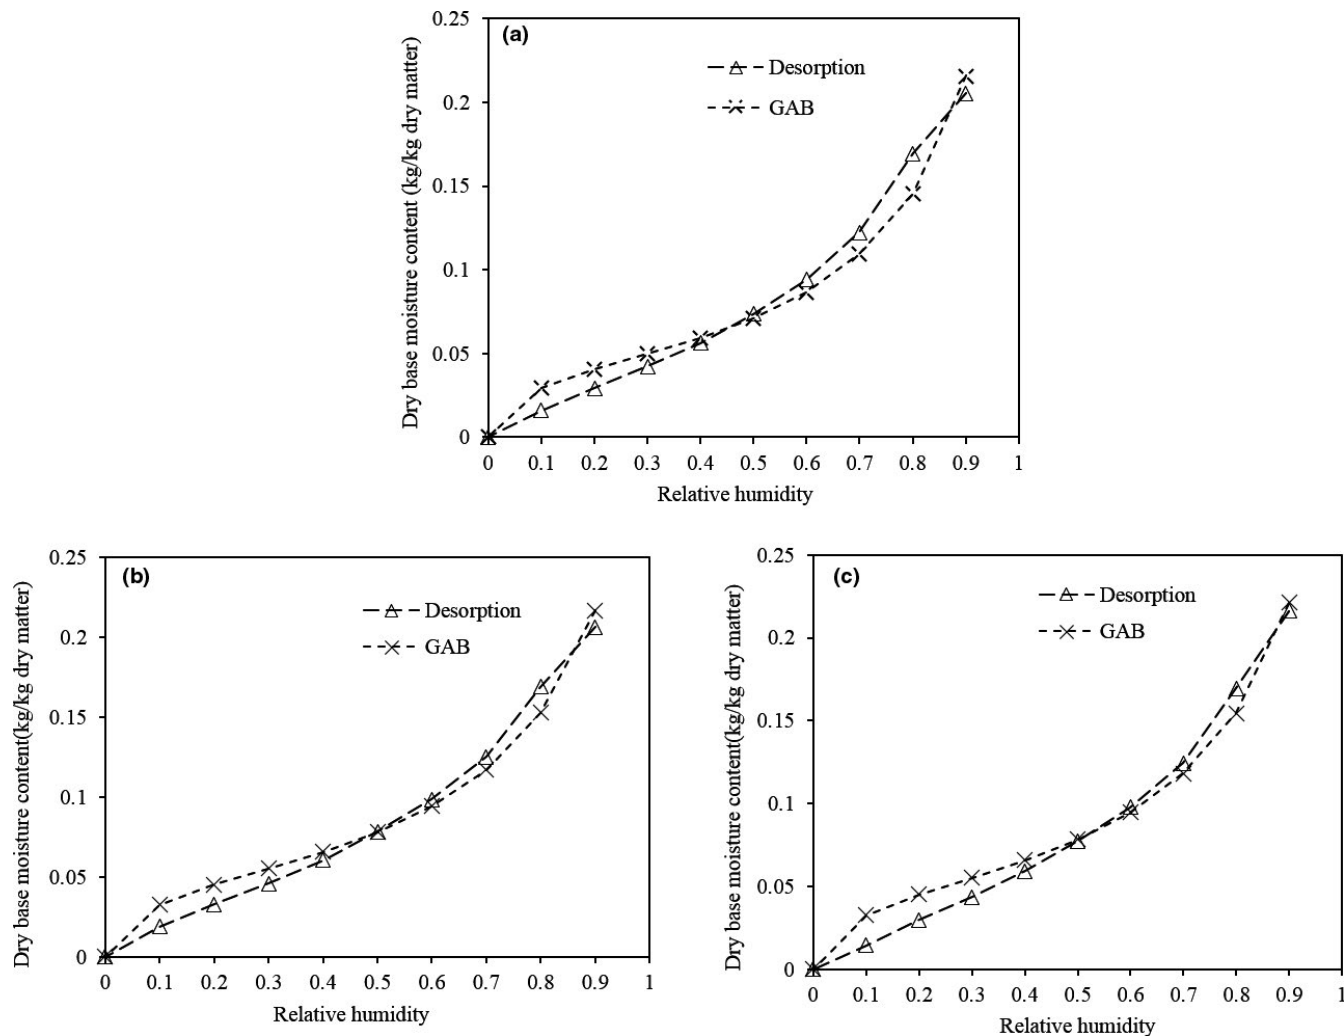 (a)
Desorption
GAB
0.25
0.2
0.15
0.1
0.05
0
Dry base moisture content (kg/kg dry matter)
0 0.1 0.2 0.3 0.4 0.5 0.6 0.7 0.8 0.9 1
Relative humidity
(b)
Desorption
GAB
0.25
0.2
0.15
0.1
0.05
0
Dry base moisture content(kg/kg dry matter)
0 0.1 0.2 0.3 0.4 0.5 0.6 0.7 0.8 0.9 1
Relative humidity
(c)
Desorption
GAB
0.25
0.2
0.15
0.1
0.05
0
Dry base moisture content(kg/kg dry matter)
0 0.1 0.2 0.3 0.4 0.5 0.6 0.7 0.8 0.9 1
Relative humidity